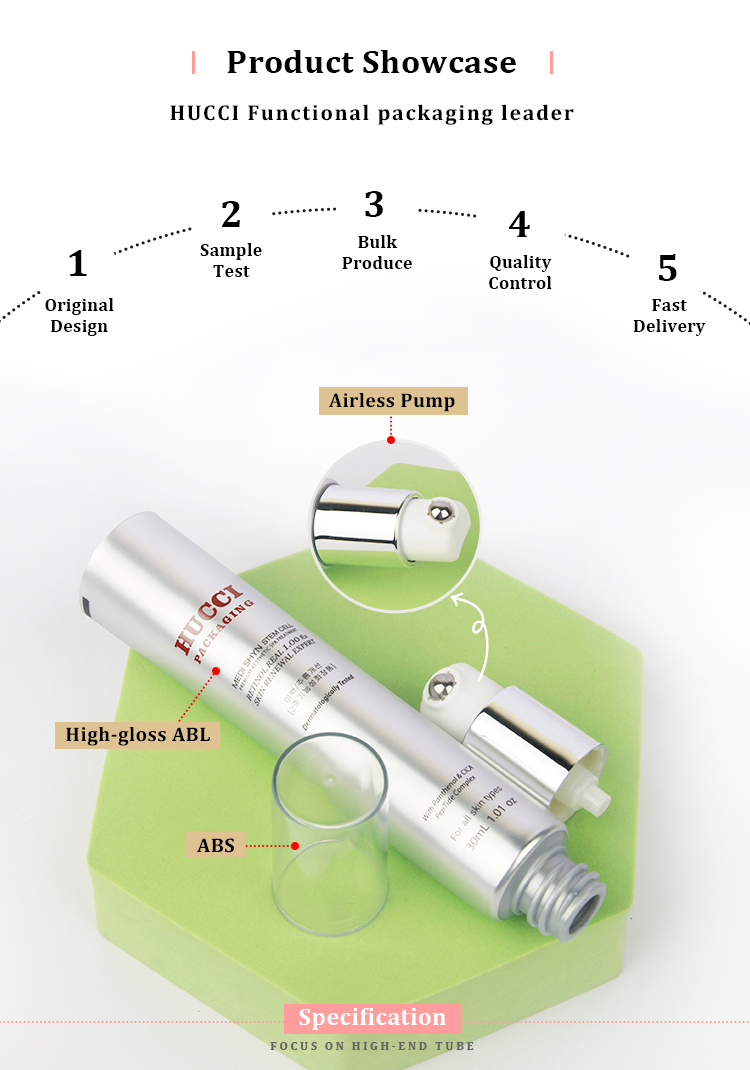 Product Showcase
HUCCI Functional packaging leader
1
Original
Design
2
Sample
Test
3
Bulk
Produce
4
Quality
Control
5
Fast
Delivery
Airless Pump
HUCCI
PACKAGING
MEDI SHYN STEM CELL
RETINOL REAL 1.00 Rx
SKIN RENEWAL EXPERT
Dermatologically Tested
High-gloss ABL
With Panthenol & CICA
PepTide Complex
For all skin types
30mL 1.01 oz
ABS
Specification
FOCUS ON HIGH-END TUBE